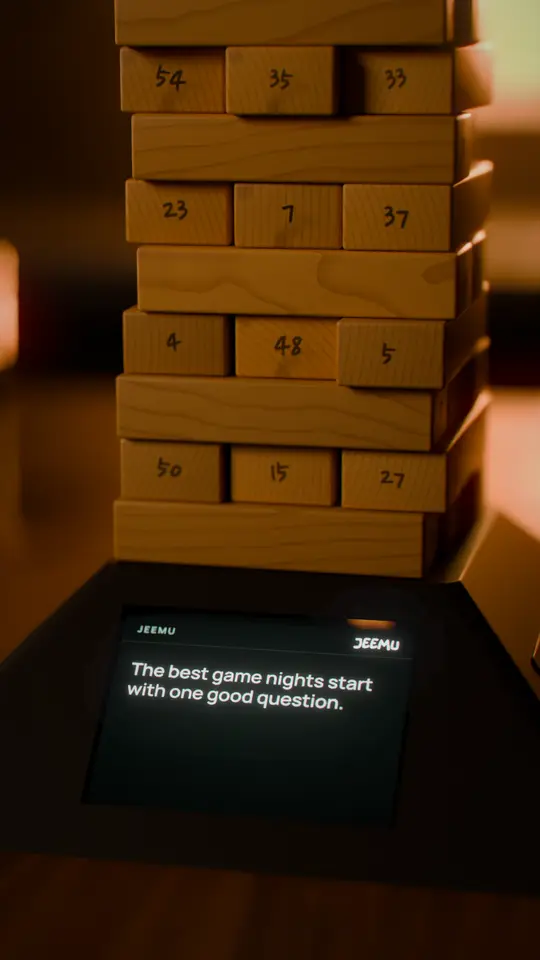 54 35 33
23 7 37
4 48 5
50 15 27
JEEMU JEEMU
The best game nights start
with one good question.